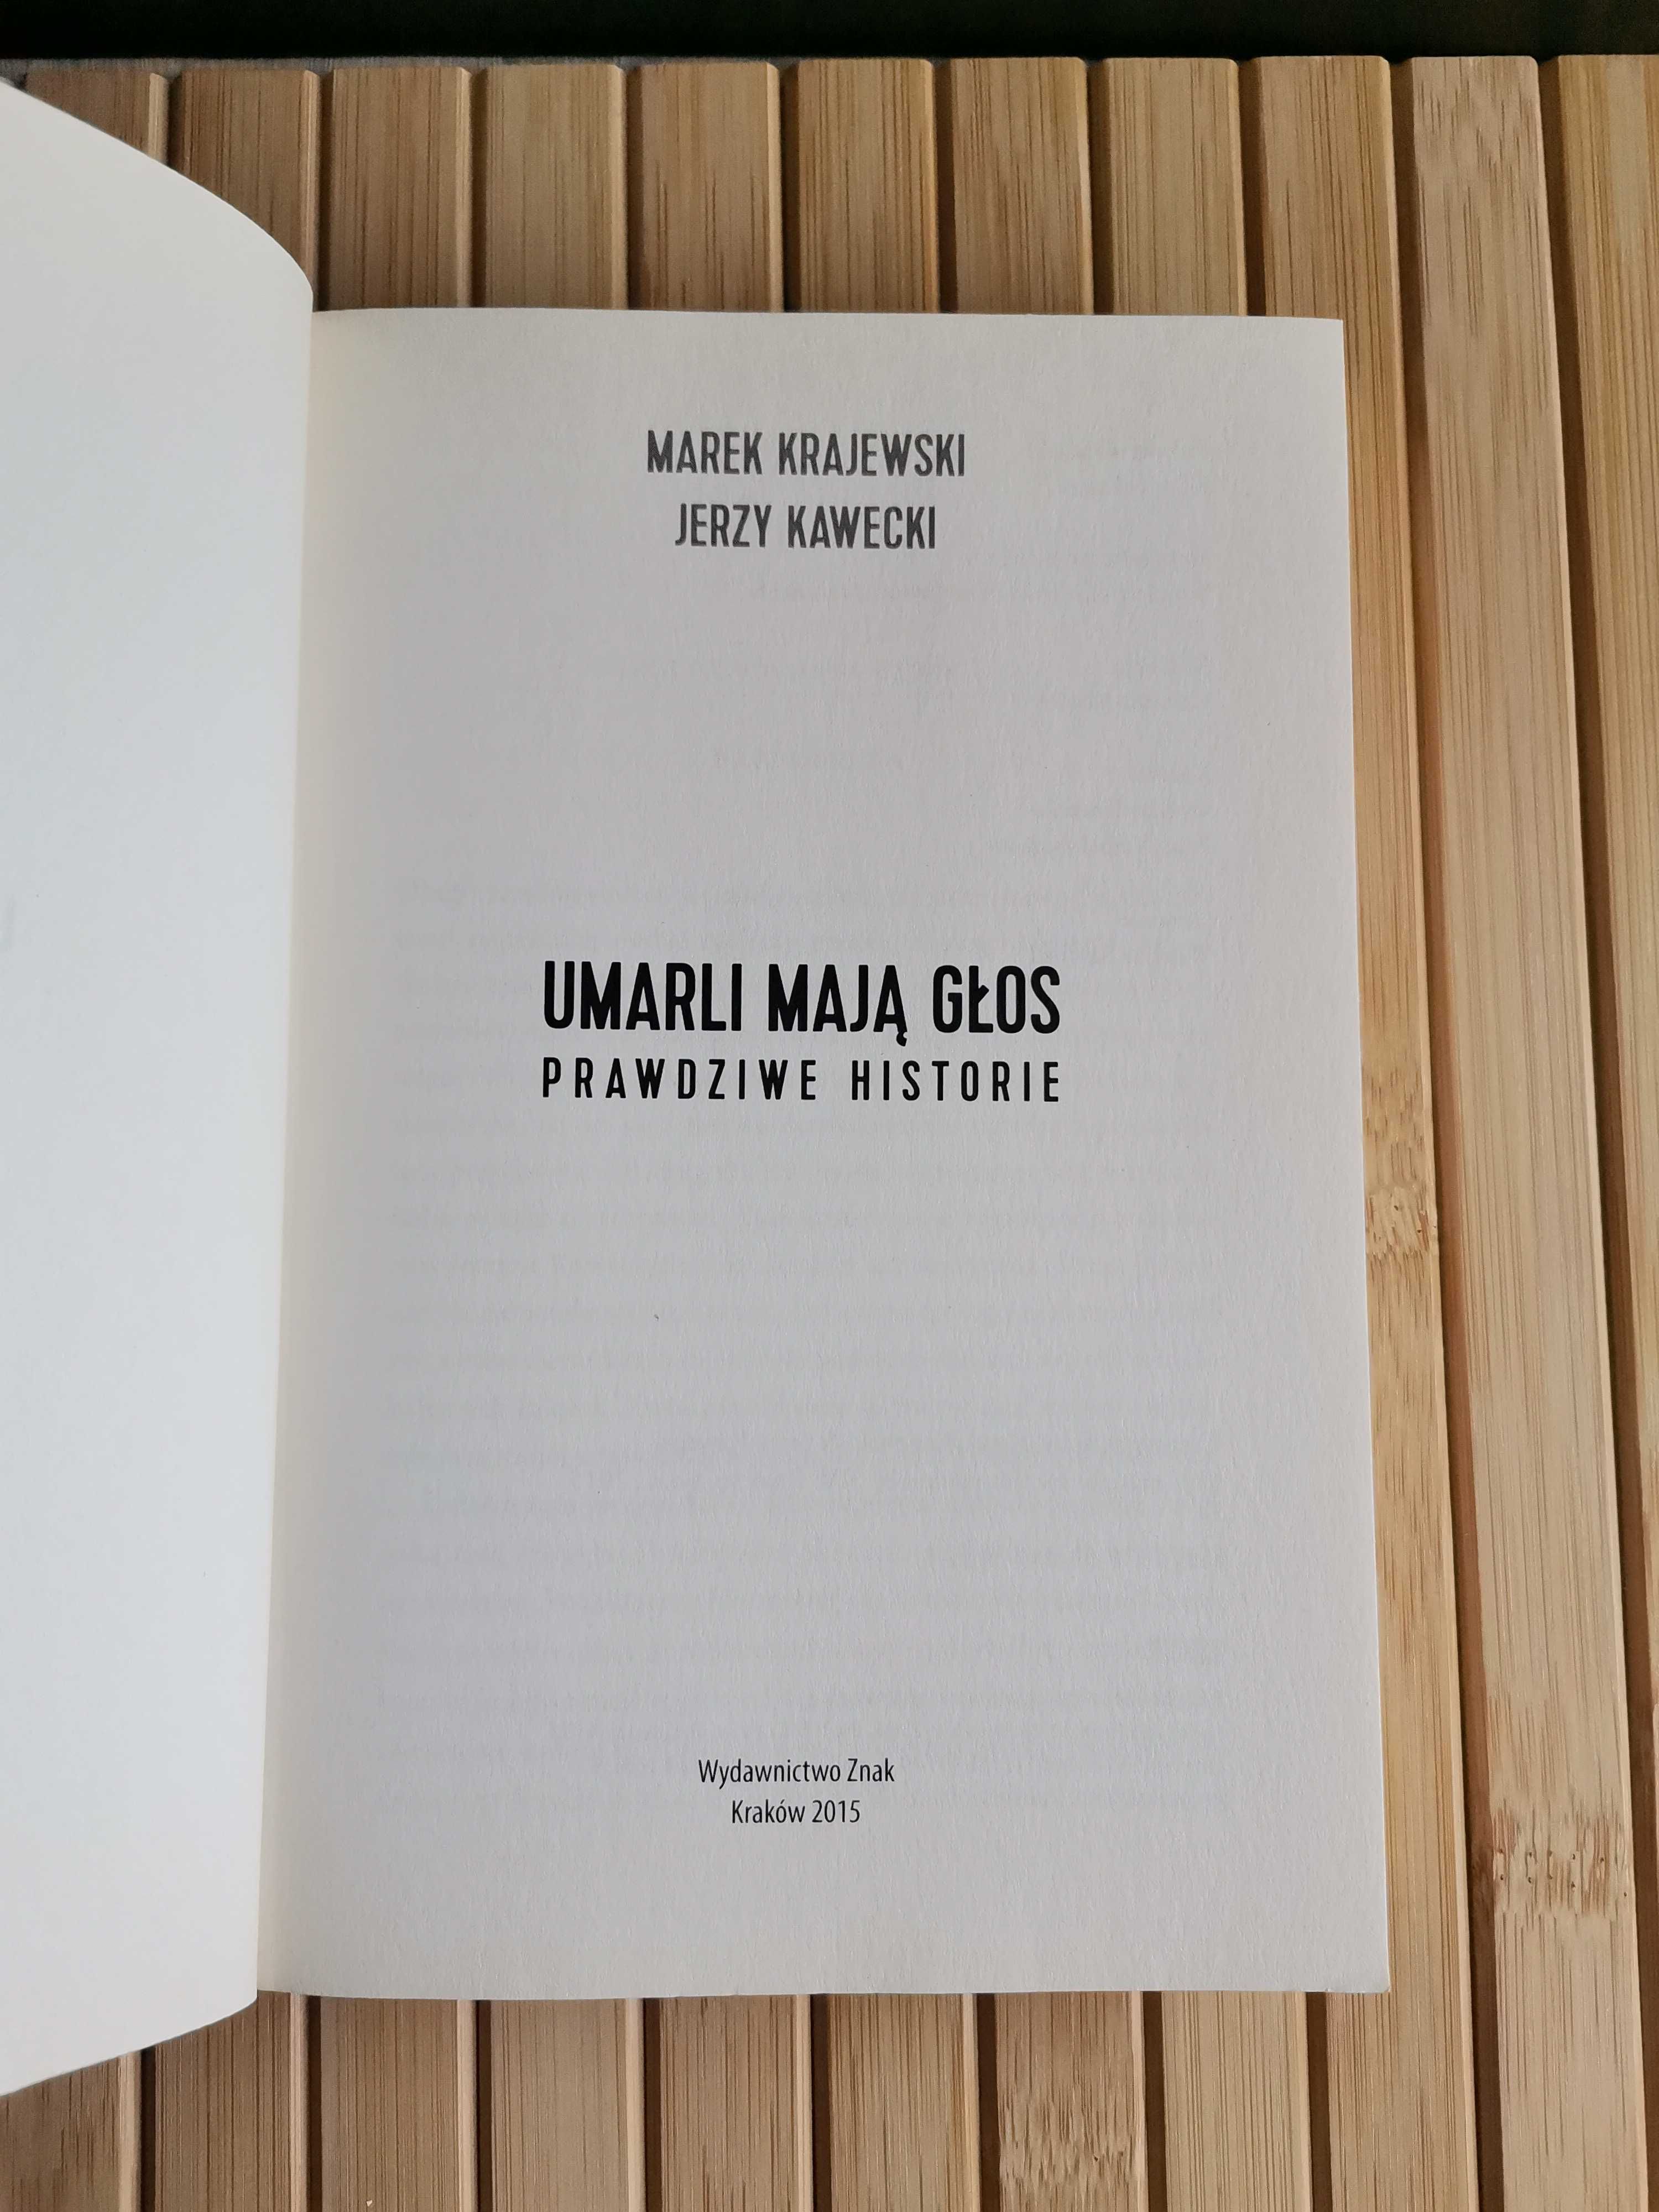 MAREK KRAJEWSKI
JERZY KAWECKI
UMARLI MAJĄ GŁOS
PRAWDZIWE HISTORIE
Wydawnictwo Znak
Kraków 2015